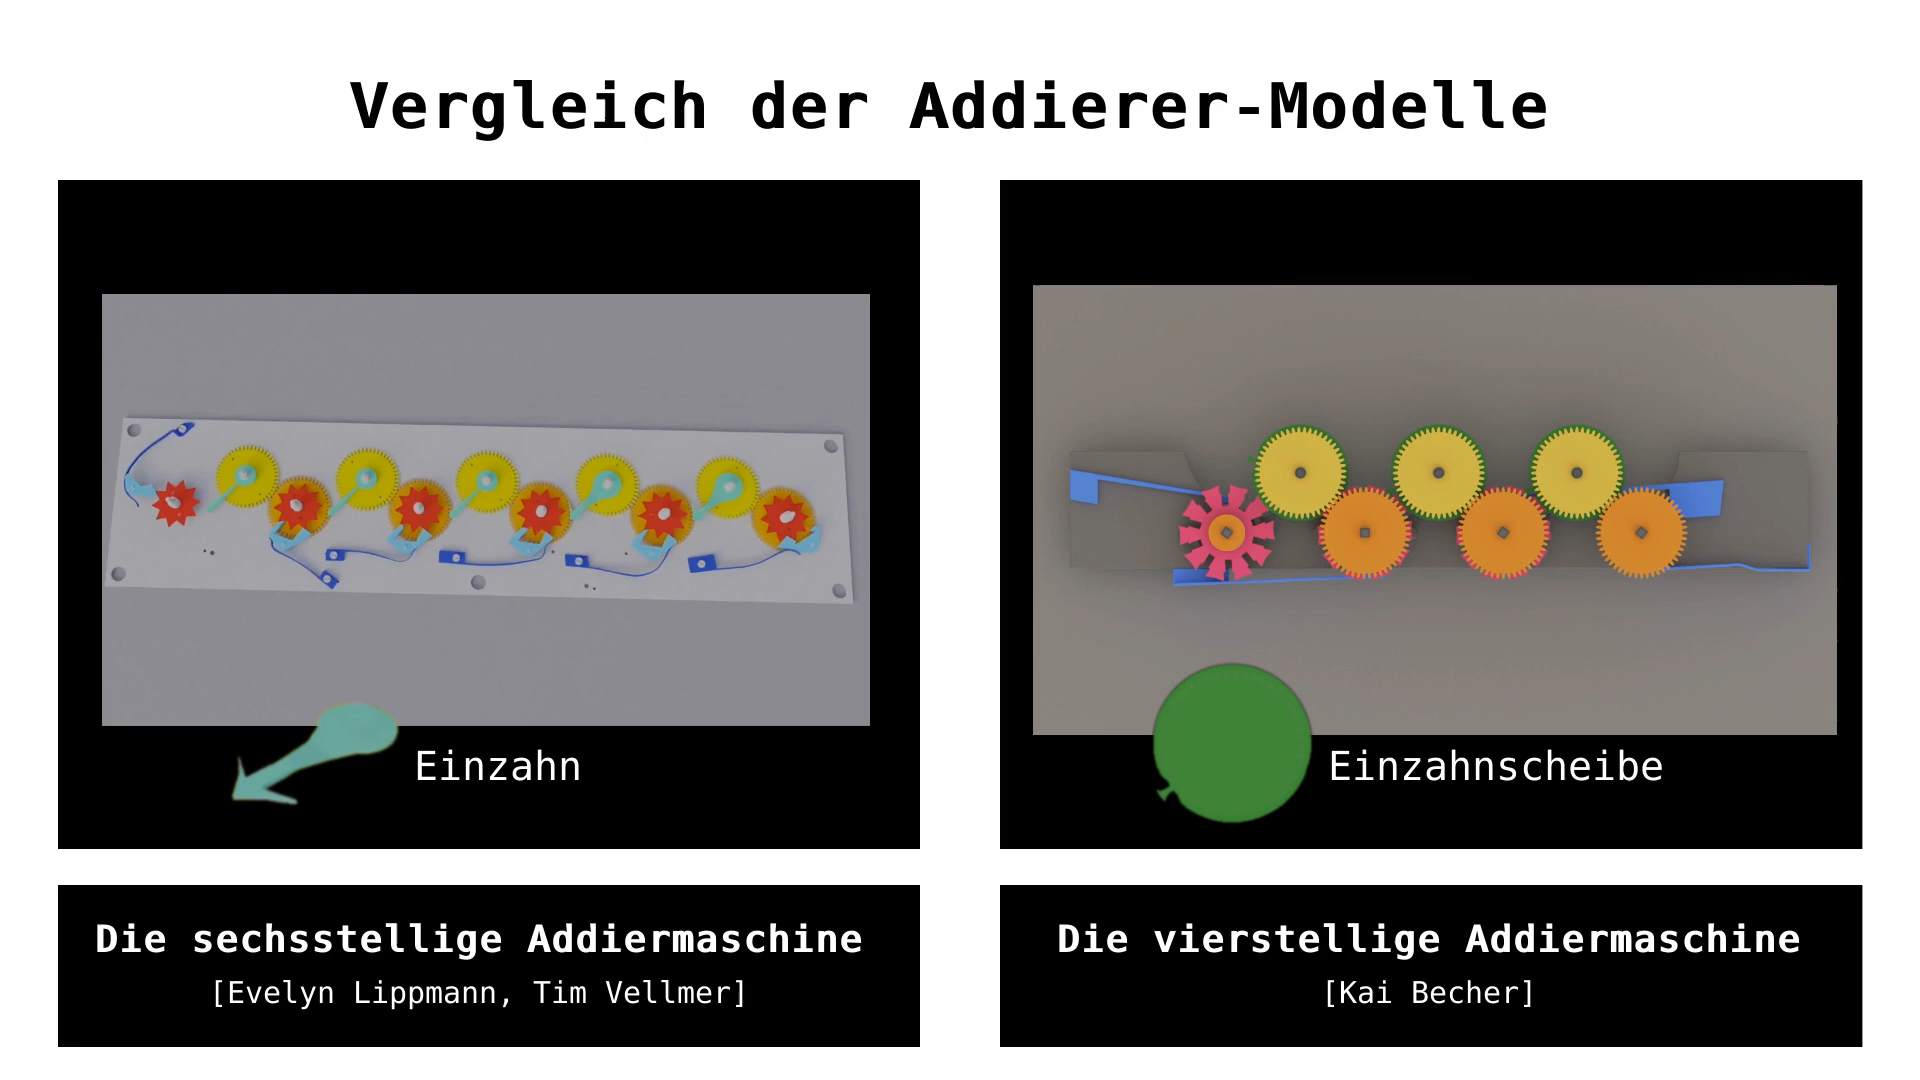 Vergleich der Addierer-Modelle
Einzahn
Einzahnscheibe
Die sechsstellige Addiermaschine
[Evelyn Lippmann, Tim Vellmer]
Die vierstellige Addiermaschine
[Kai Becher]